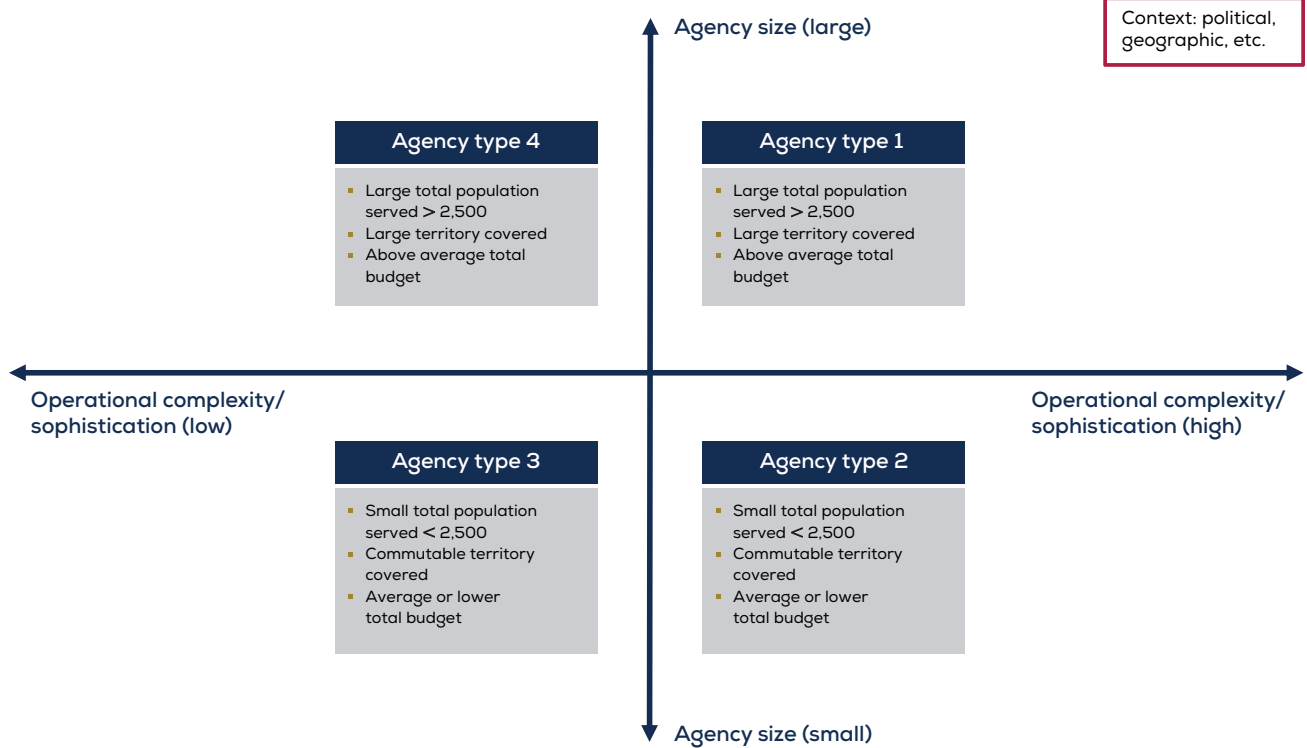 Agency size (large)
Context: political,
geographic, etc.
Agency type 4
▪ Large total population
served > 2,500
▪ Large territory covered
▪ Above average total
budget
Agency type 1
▪ Large total population
served > 2,500
▪ Large territory covered
▪ Above average total
budget
Operational complexity/
sophistication (low)
Operational complexity/
sophistication (high)
Agency type 3
▪ Small total population
served < 2,500
▪ Commutable territory
covered
▪ Average or lower
total budget
Agency type 2
▪ Small total population
served < 2,500
▪ Commutable territory
covered
▪ Average or lower
total budget
Agency size (small)